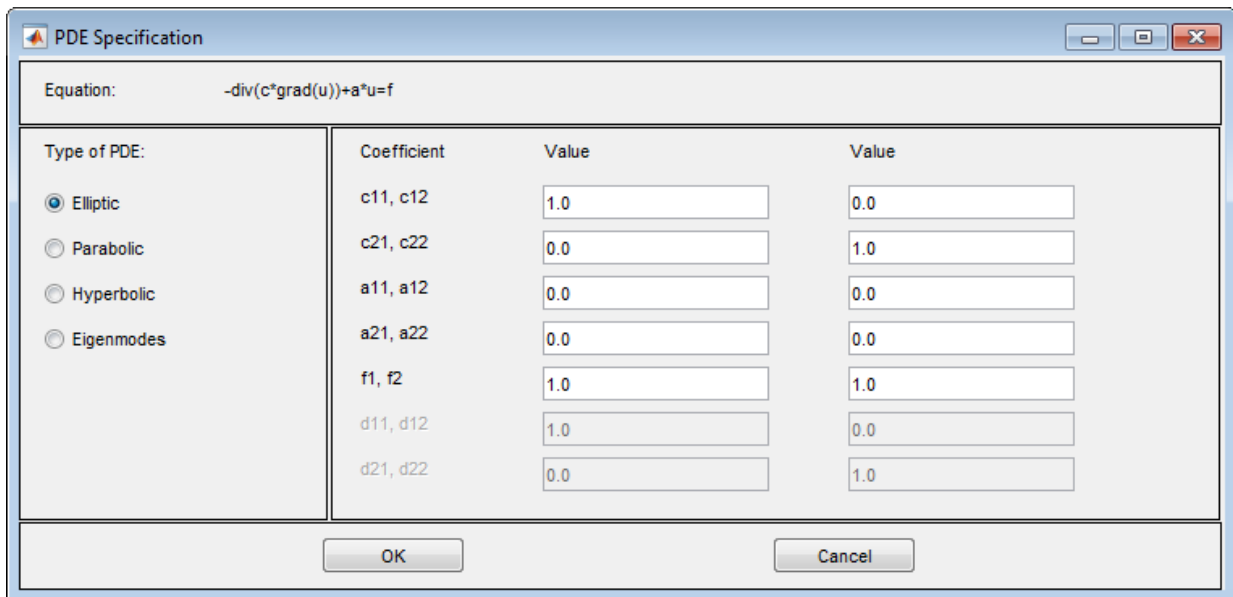 PDE Specification
Equation: -div(c*grad(u))+a*u=f
Type of PDE:
Elliptic
Parabolic
Hyperbolic
Eigenmodes
Coefficient Value Value
c11, c12 1.0 0.0
c21, c22 0.0 1.0
a11, a12 0.0 0.0
a21, a22 0.0 0.0
f1, f2 1.0 1.0
d11, d12 1.0 0.0
d21, d22 0.0 1.0
OK Cancel